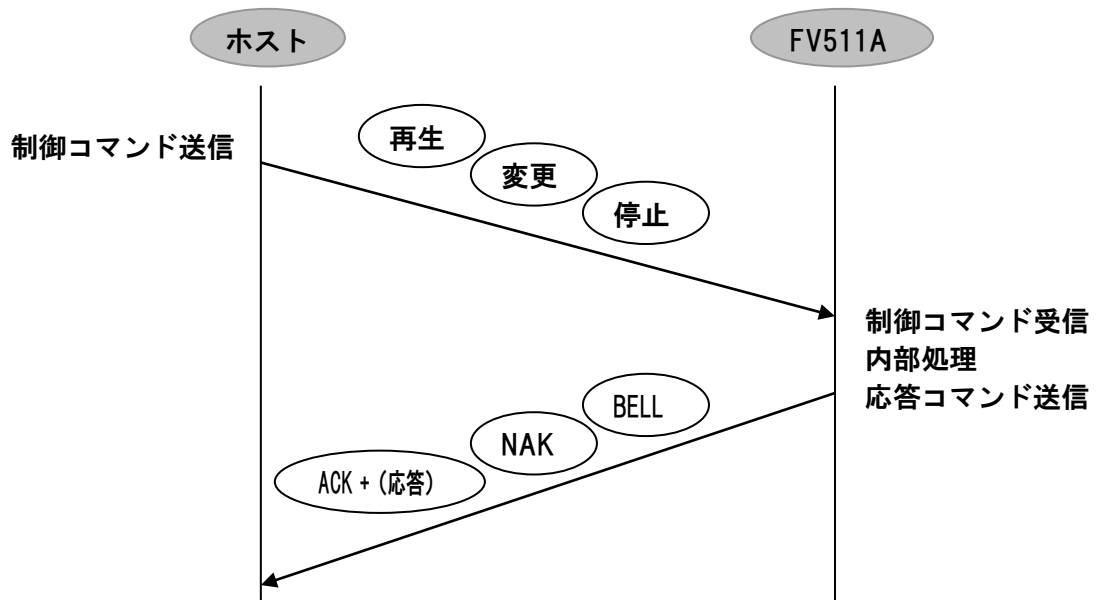 ホスト
FV511A
制御コマンド送信
再生
変更
停止
制御コマンド受信
内部処理
応答コマンド送信
BELL
NAK
ACK + (応答)